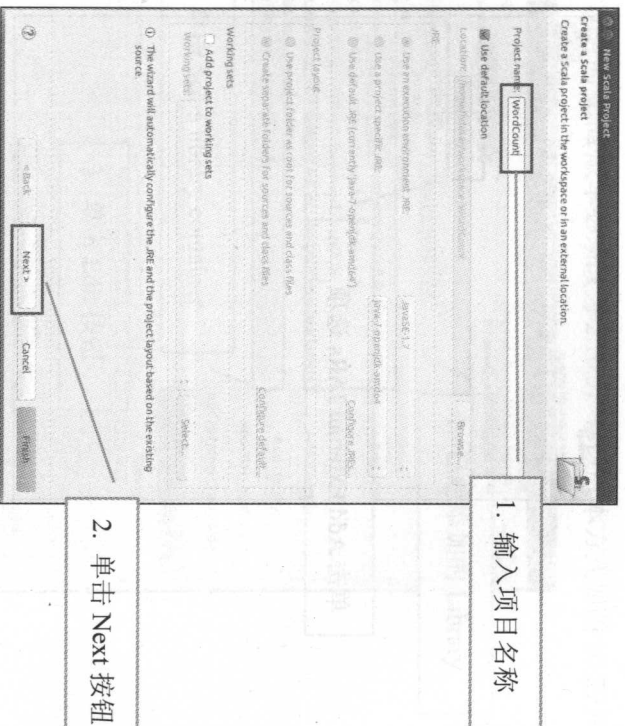 New Scala Project
Create a Scala project
Create a Scala project in the workspace or in an external location.
Project name: WordCount
Use default location
Location: Browse...
JRE
Use an execution environment JRE: JavaSE-1.7
Use a project specific JRE: java-7-openjdk-amd64
Use default JRE (currently 'java-7-openjdk-amd64') Configure JREs...
Project layout
Use project folder as root for sources and class files
Create separate folders for sources and class files Configure default...
Working sets
Add project to working sets
Working sets: Select...
The wizard will automatically configure the JRE and the project layout based on the existing
source.
< Back Next > Cancel Finish
1. 输入项目名称
2. 单击 Next 按钮